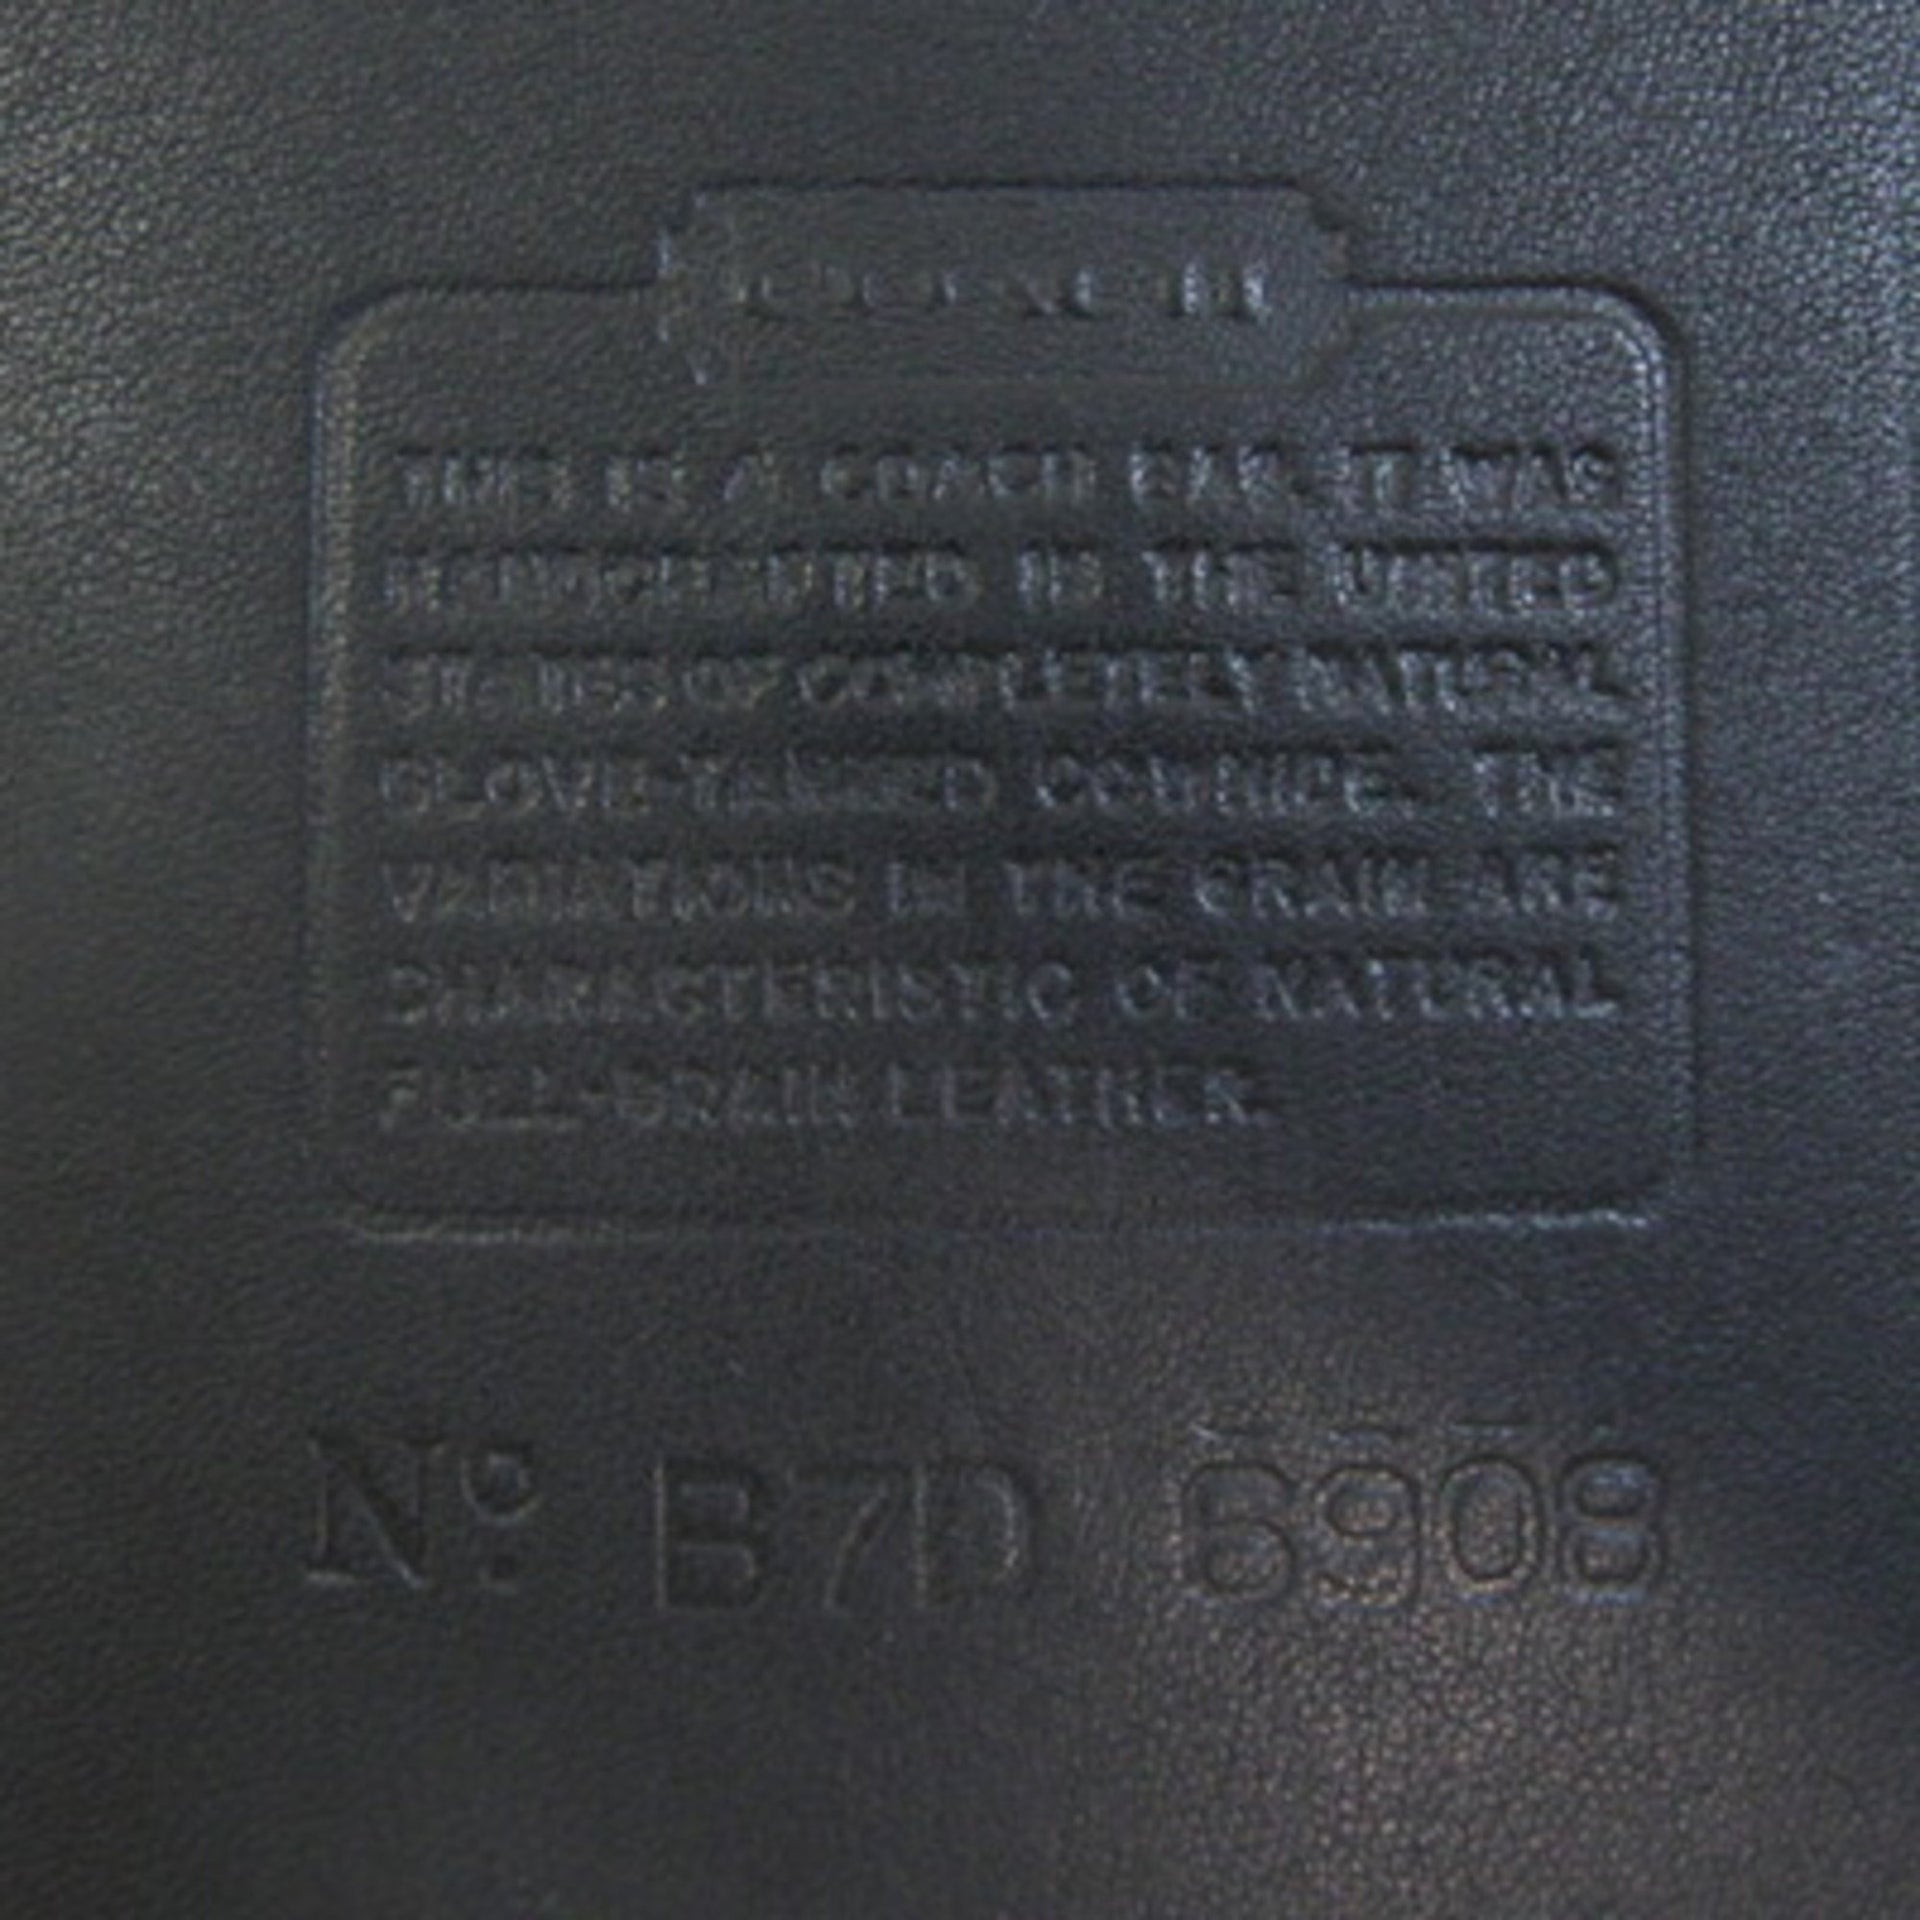 COACH
THIS IS A COACH BAG. IT WAS
HANDCRAFTED IN THE UNITED
STATES OF COMPLETELY NATURAL
GLOVE-TANNED COWHIDE. THE
VARIATIONS IN THE GRAIN ARE
CHARACTERISTIC OF NATURAL
FULL-GRAIN LEATHER.
Nº B7D 6908